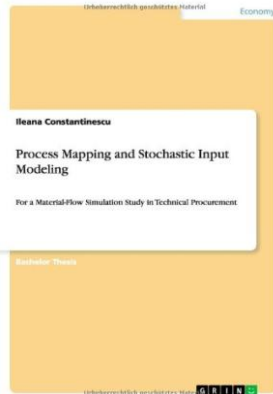 Urheberrechtlich geschütztes Material
Economy
Ileana Constantinescu
Process Mapping and Stochastic Input
Modeling
For a Material-Flow Simulation Study in Technical Procurement
Bachelor Thesis
Urheberrechtlich geschütztes Material
GRIN